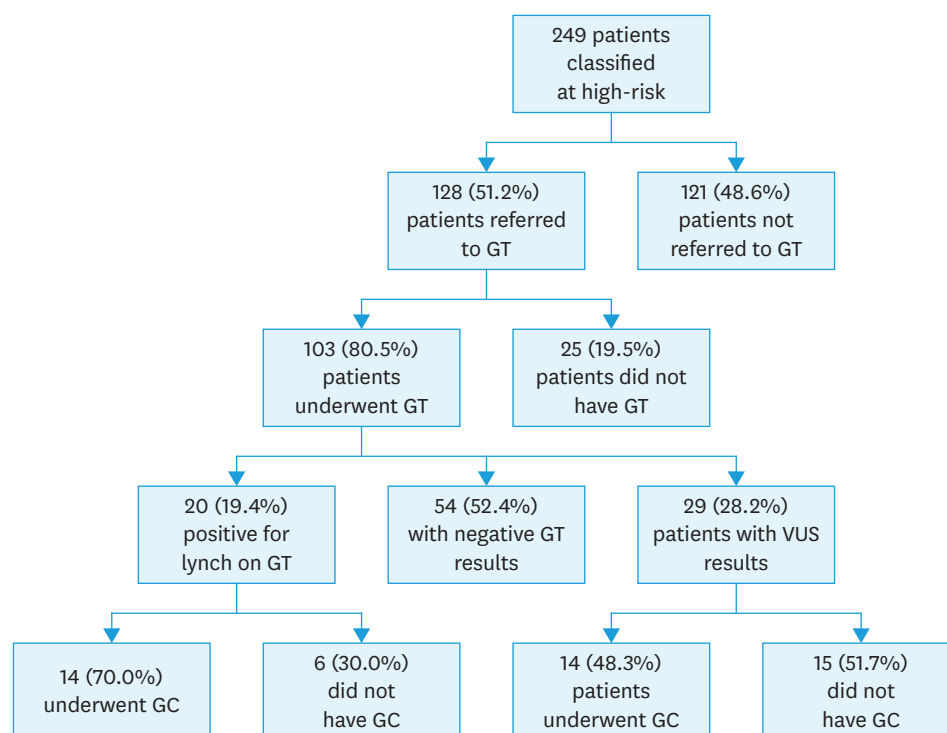 249 patients
classified
at high-risk
128 (51.2%)
patients referred
to GT
121 (48.6%)
patients not
referred to GT
103 (80.5%)
patients
underwent GT
25 (19.5%)
patients did not
have GT
20 (19.4%)
positive for
lynch on GT
54 (52.4%)
with negative GT
results
29 (28.2%)
patients with VUS
results
14 (70.0%)
underwent GC
6 (30.0%)
did not
have GC
14 (48.3%)
patients
underwent GC
15 (51.7%)
did not
have GC